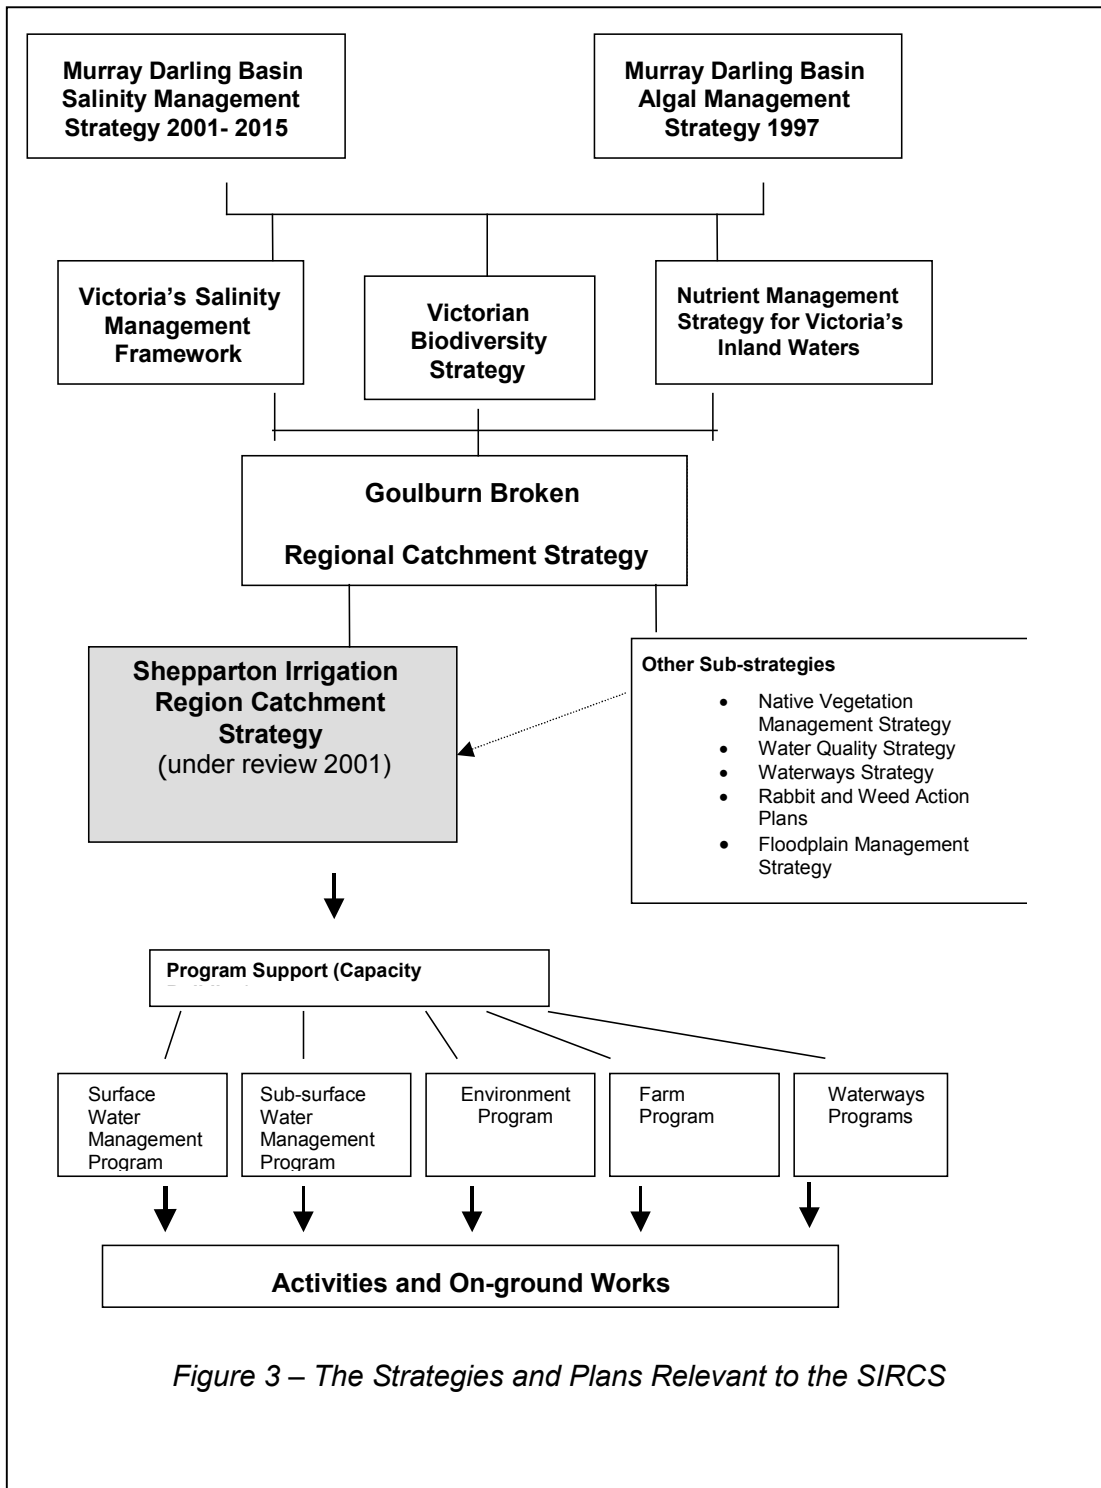 Murray Darling Basin
Salinity Management
Strategy 2001- 2015
Murray Darling Basin
Algal Management
Strategy 1997
Victoria's Salinity
Management
Framework
Victorian
Biodiversity
Strategy
Nutrient Management
Strategy for Victoria's
Inland Waters
Goulburn Broken
Regional Catchment Strategy
Shepparton Irrigation
Region Catchment
Strategy
(under review 2001)
Other Sub-strategies
• Native Vegetation
Management Strategy
• Water Quality Strategy
• Waterways Strategy
• Rabbit and Weed Action
Plans
• Floodplain Management
Strategy
Program Support (Capacity
Surface
Water
Management
Program
Sub-surface
Water
Management
Program
Environment
Program
Farm
Program
Waterways
Programs
Activities and On-ground Works
Figure 3 – The Strategies and Plans Relevant to the SIRCS